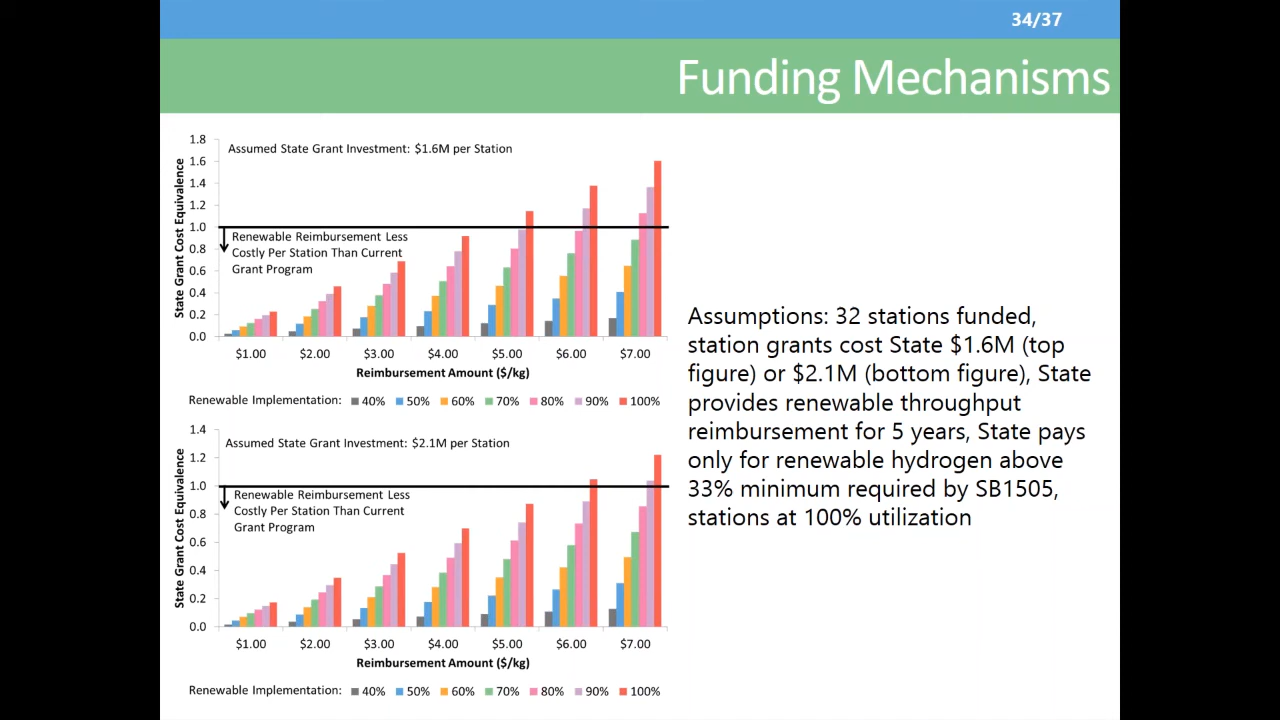 34/37
Funding Mechanisms
1.8
1.6
1.4
1.2
1.0
0.8
0.6
0.4
0.2
0.0
State Grant Cost Equivalence
Assumed State Grant Investment: $1.6M per Station
Renewable Reimbursement Less
Costly Per Station Than Current
Grant Program
$1.00 $2.00 $3.00 $4.00 $5.00 $6.00 $7.00
Reimbursement Amount ($/kg)
Renewable Implementation: 40% 50% 60% 70% 80% 90% 100%
1.4
1.2
1.0
0.8
0.6
0.4
0.2
0.0
State Grant Cost Equivalence
Assumed State Grant Investment: $2.1M per Station
Renewable Reimbursement Less
Costly Per Station Than Current
Grant Program
$1.00 $2.00 $3.00 $4.00 $5.00 $6.00 $7.00
Reimbursement Amount ($/kg)
Renewable Implementation: 40% 50% 60% 70% 80% 90% 100%
Assumptions: 32 stations funded,
station grants cost State $1.6M (top
figure) or $2.1M (bottom figure), State
provides renewable throughput
reimbursement for 5 years, State pays
only for renewable hydrogen above
33% minimum required by SB1505,
stations at 100% utilization